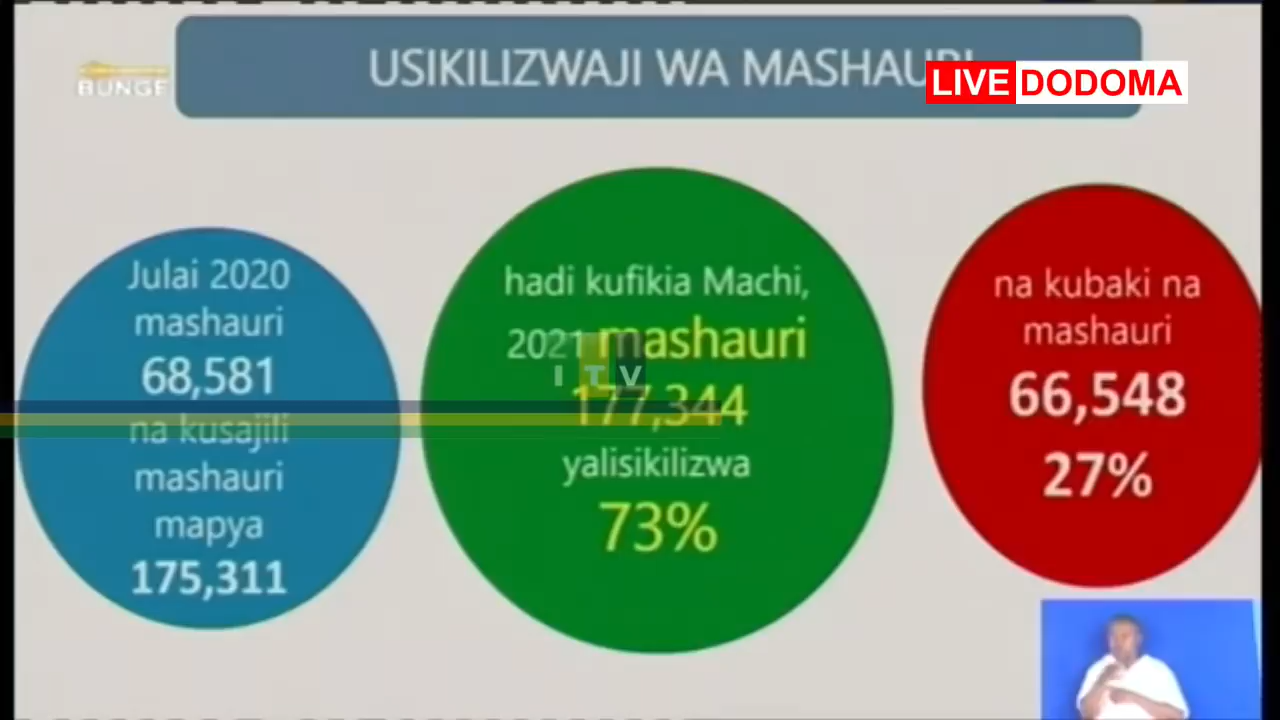 USIKILIZWAJI WA MASHAURI
BUNGE
LIVE DODOMA
Julai 2020
mashauri
68,581
na kusajili
mashauri
mapya
175,311
hadi kufikia Machi,
2021 mashauri
ITV
177,344
yalisikilizwa
73%
na kubaki na
mashauri
66,548
27%